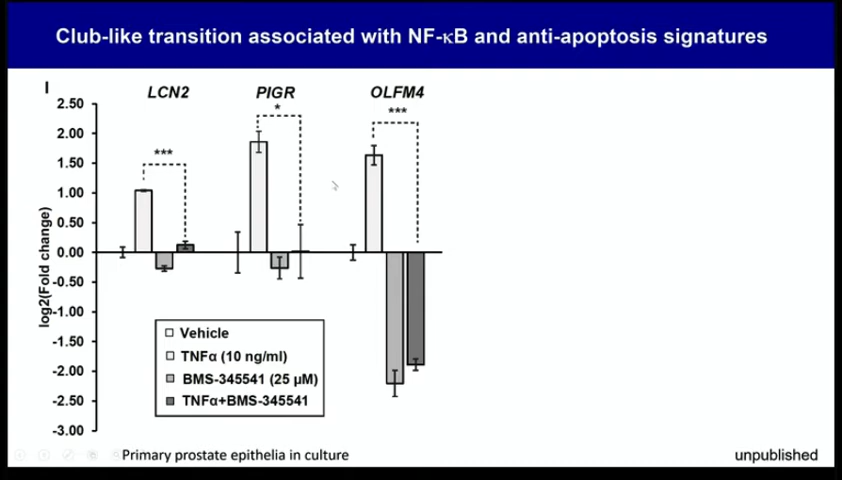 Club-like transition associated with NF-κB and anti-apoptosis signatures
I
LCN2 PIGR OLFM4
*** * ***
log2(Fold change)
2.50
2.00
1.50
1.00
0.50
0.00
-0.50
-1.00
-1.50
-2.00
-2.50
-3.00
Vehicle
TNFα (10 ng/ml)
BMS-345541 (25 µM)
TNFα+BMS-345541
Primary prostate epithelia in culture
unpublished